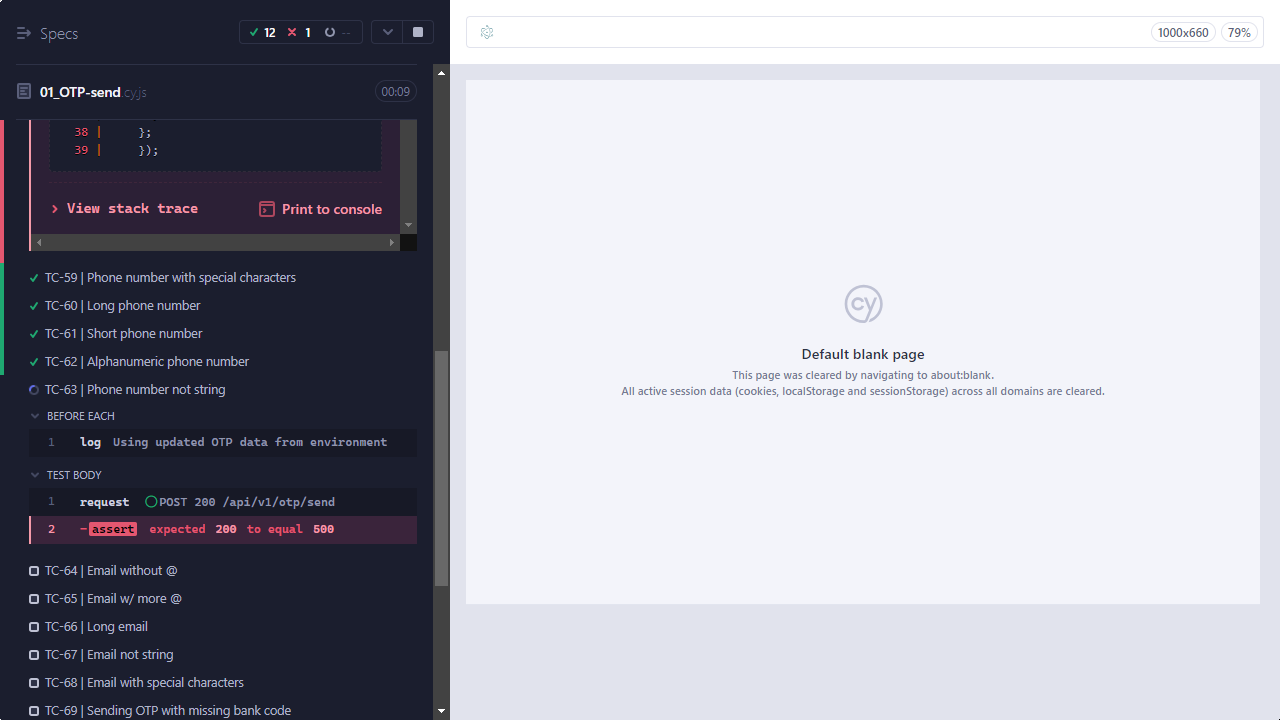 Specs
12
1
--
1000x660
79%
01_OTP-send.cy.js
00:09
38 | };
39 | });
View stack trace
Print to console
TC-59 | Phone number with special characters
TC-60 | Long phone number
TC-61 | Short phone number
TC-62 | Alphanumeric phone number
TC-63 | Phone number not string
BEFORE EACH
1 log Using updated OTP data from environment
TEST BODY
1 request POST 200 /api/v1/otp/send
2 -assert expected 200 to equal 500
TC-64 | Email without @
TC-65 | Email w/ more @
TC-66 | Long email
TC-67 | Email not string
TC-68 | Email with special characters
TC-69 | Sending OTP with missing bank code
cy
Default blank page
This page was cleared by navigating to about:blank.
All active session data (cookies, localStorage and sessionStorage) across all domains are cleared.